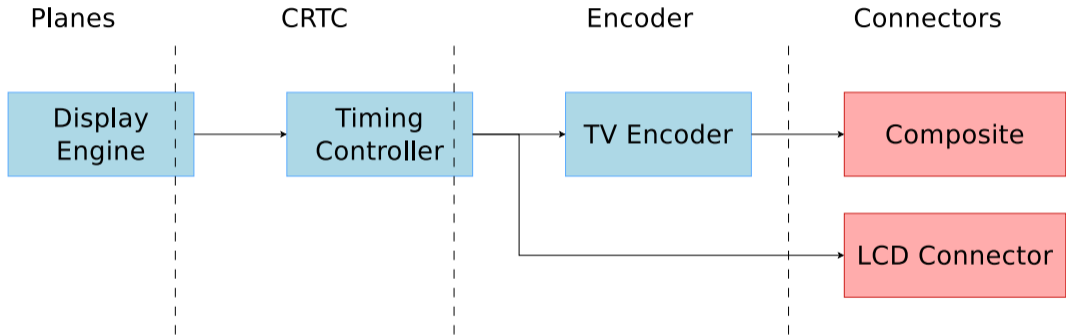 Planes
CRTC
Encoder
Connectors
Display
Engine
Timing
Controller
TV Encoder
Composite
LCD Connector